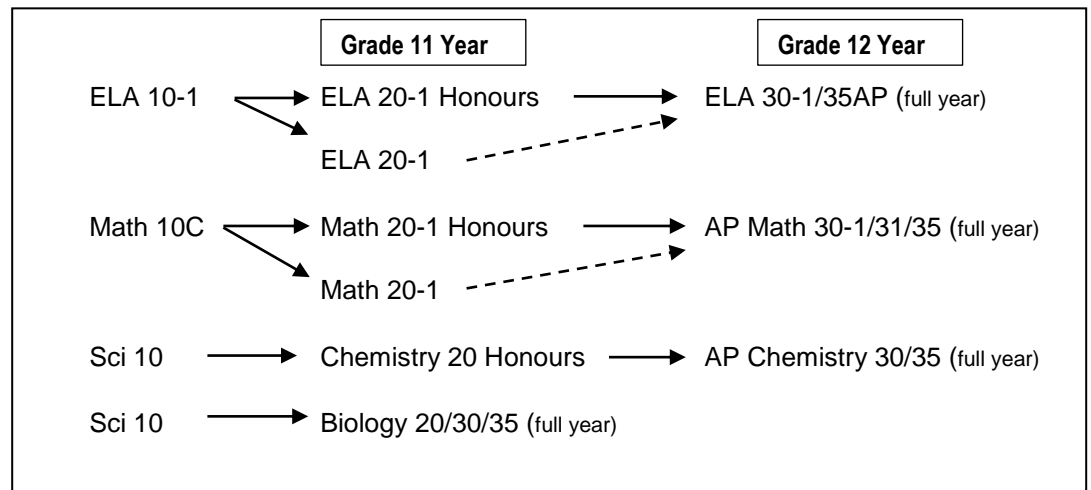 Grade 11 Year Grade 12 Year
ELA 10-1 ELA 20-1 Honours ELA 30-1/35AP (full year)
ELA 20-1
Math 10C Math 20-1 Honours AP Math 30-1/31/35 (full year)
Math 20-1
Sci 10 Chemistry 20 Honours AP Chemistry 30/35 (full year)
Sci 10 Biology 20/30/35 (full year)